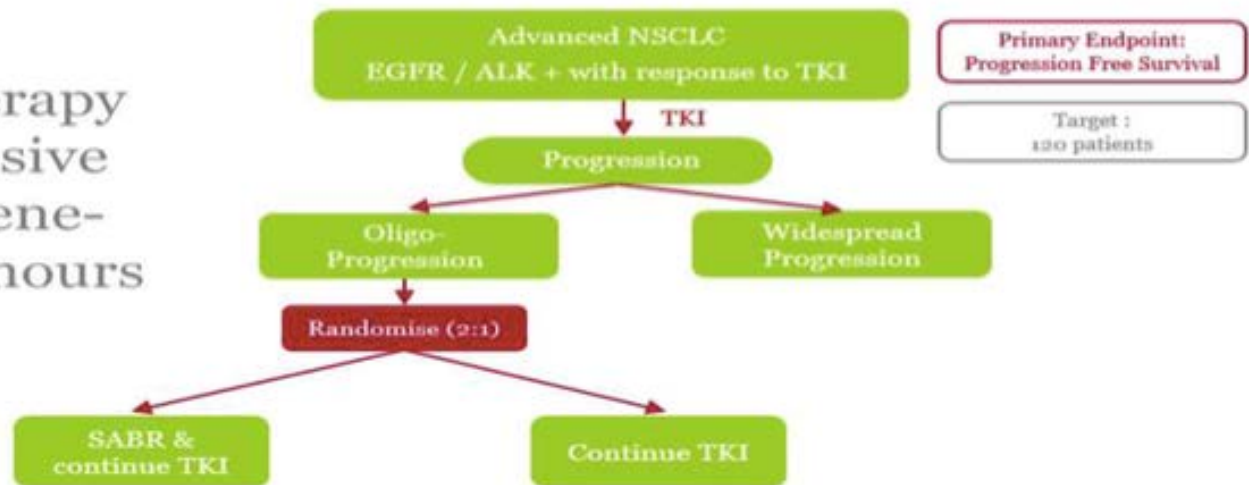 rapy
sive
ene-
nours
Advanced NSCLC
EGFR / ALK + with response to TKI
TKI
Progression
Oligo-
Progression
Widespread
Progression
Randomise (2:1)
SABR &
continue TKI
Continue TKI
Primary Endpoint:
Progression Free Survival
Target :
120 patients